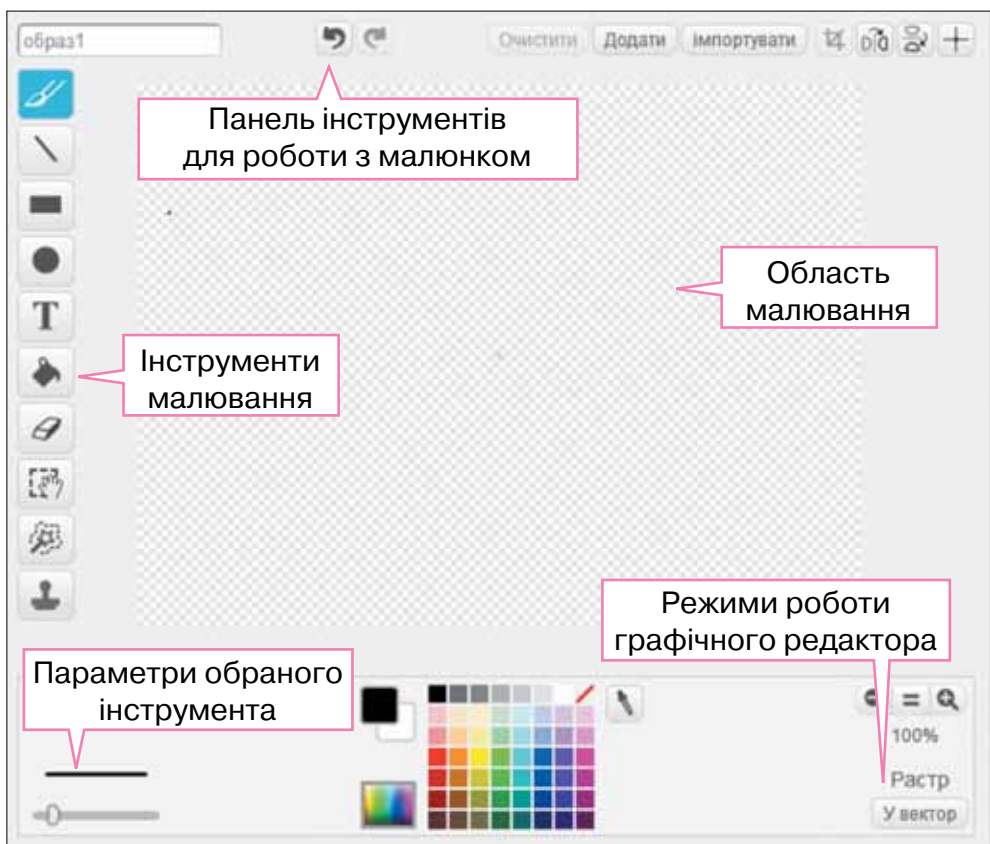 образ1
Очистити
Додати
Імпортувати
Панель інструментів
для роботи з малюнком
Область
малювання
T
Інструменти
малювання
Режими роботи
графічного редактора
Параметри обраного
інструмента
100%
Растр
У вектор